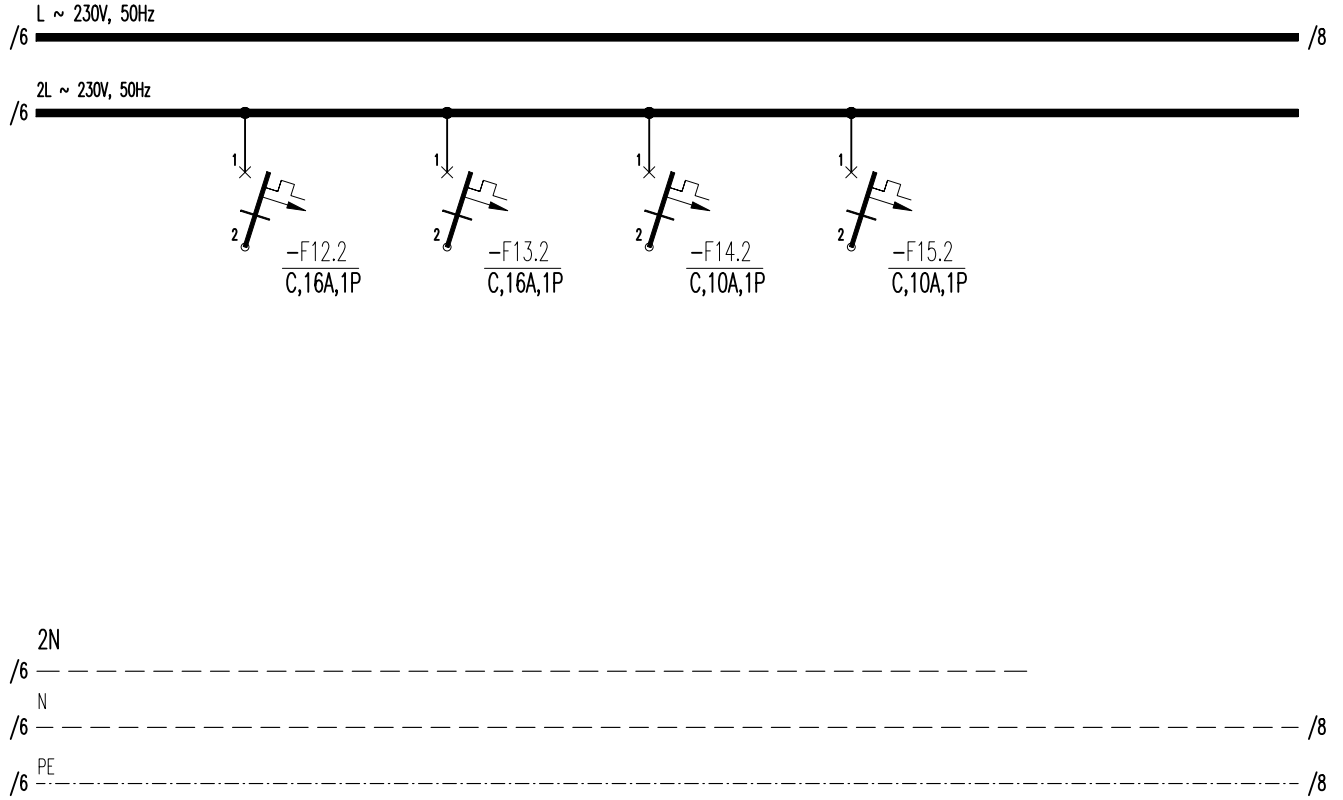 L ~ 230V, 50Hz
/6 /8
2L ~ 230V, 50Hz
/6
1 1 1 1
2 2 2 2
–F12.2 –F13.2 –F14.2 –F15.2
C,16A,1P C,16A,1P C,10A,1P C,10A,1P
2N
/6
N
/6 /8
PE
/6 /8